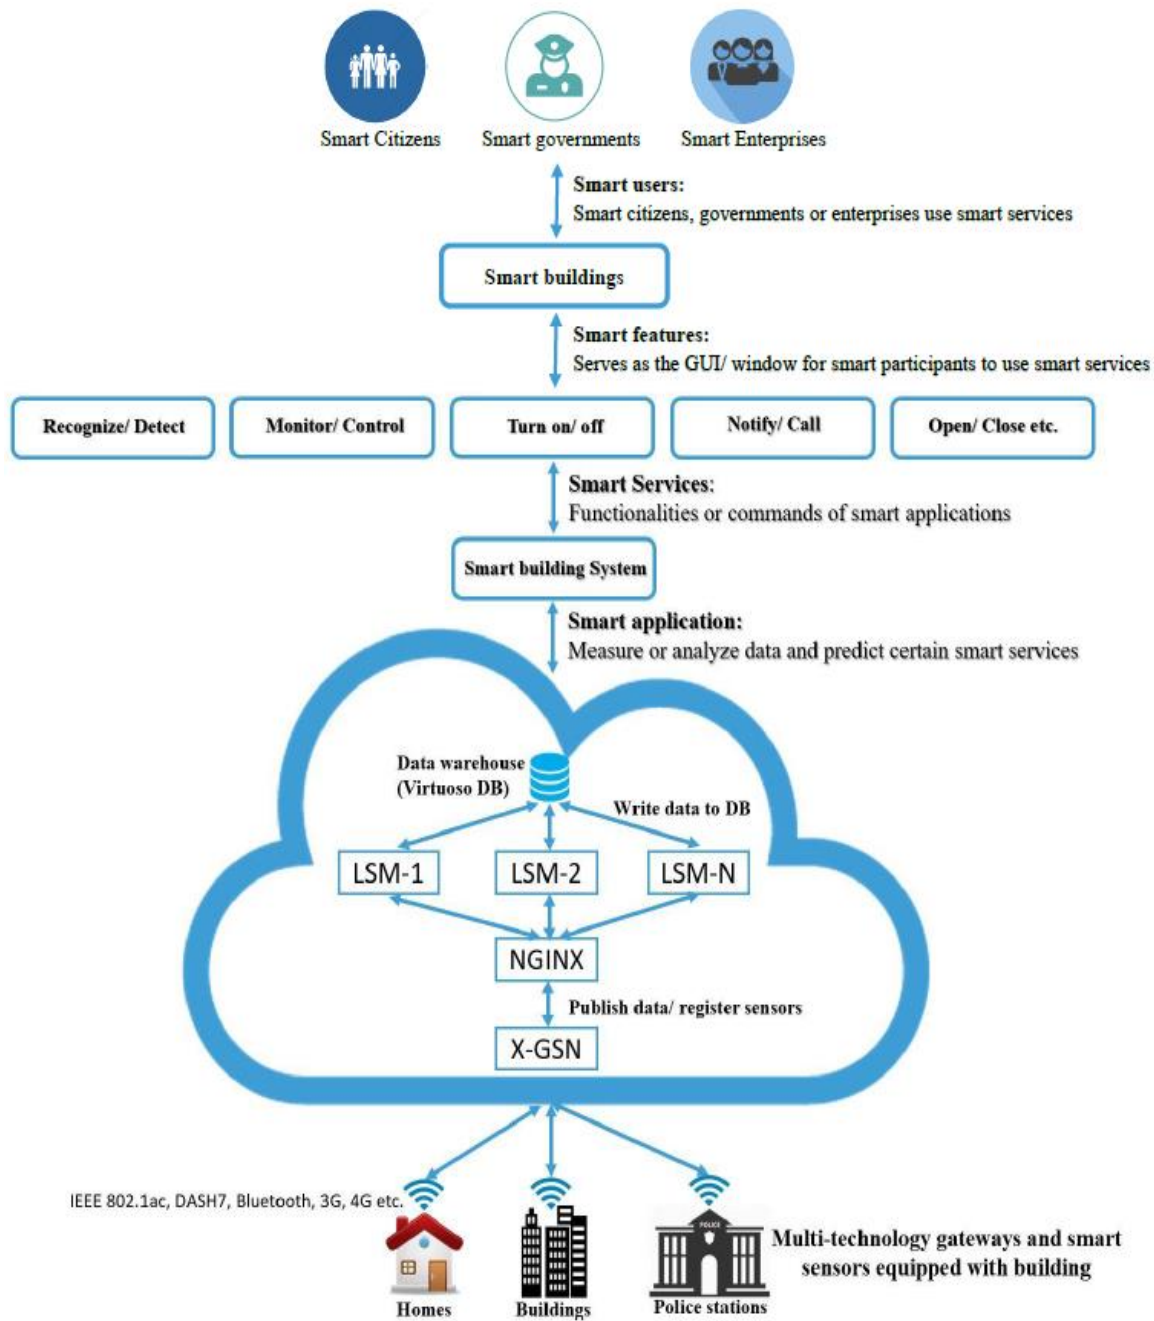 Smart Citizens
Smart governments
Smart Enterprises
Smart users:
Smart citizens, governments or enterprises use smart services
Smart buildings
Smart features:
Serves as the GUI/ window for smart participants to use smart services
Recognize/ Detect
Monitor/ Control
Turn on/ off
Notify/ Call
Open/ Close etc.
Smart Services:
Functionalities or commands of smart applications
Smart building System
Smart application:
Measure or analyze data and predict certain smart services
Data warehouse
(Virtuoso DB)
Write data to DB
LSM-1
LSM-2
LSM-N
NGINX
Publish data/ register sensors
X-GSN
IEEE 802.1ac, DASH7, Bluetooth, 3G, 4G etc.
POLICE
Multi-technology gateways and smart
sensors equipped with building
Homes
Buildings
Police stations